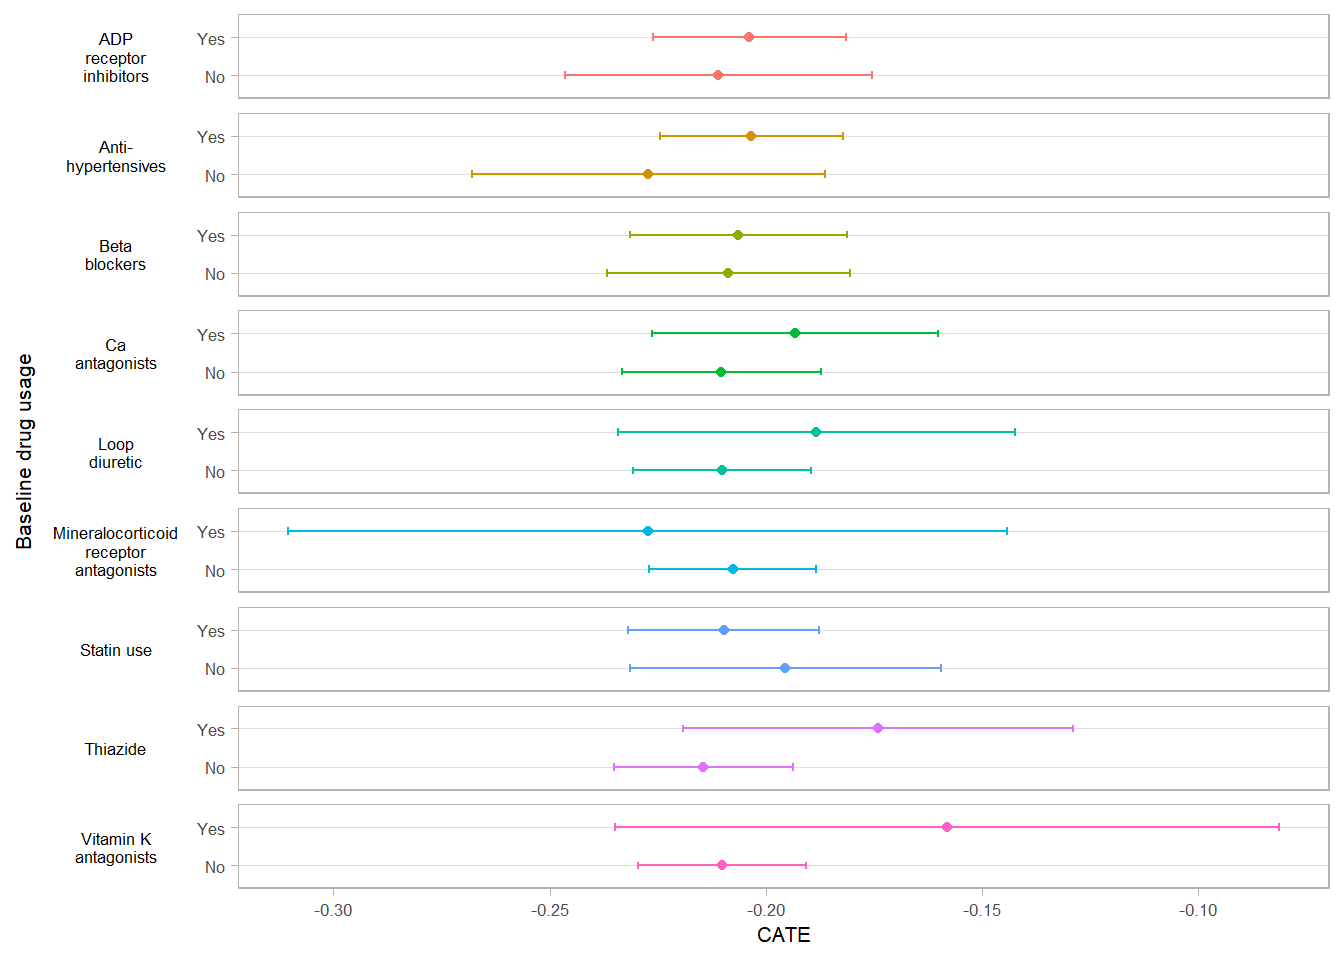 Baseline drug usage
ADP
receptor
inhibitors
Yes
No
Anti-
hypertensives
Yes
No
Beta
blockers
Yes
No
Ca
antagonists
Yes
No
Loop
diuretic
Yes
No
Mineralocorticoid
receptor
antagonists
Yes
No
Statin use
Yes
No
Thiazide
Yes
No
Vitamin K
antagonists
Yes
No
-0.30 -0.25 -0.20 -0.15 -0.10
CATE